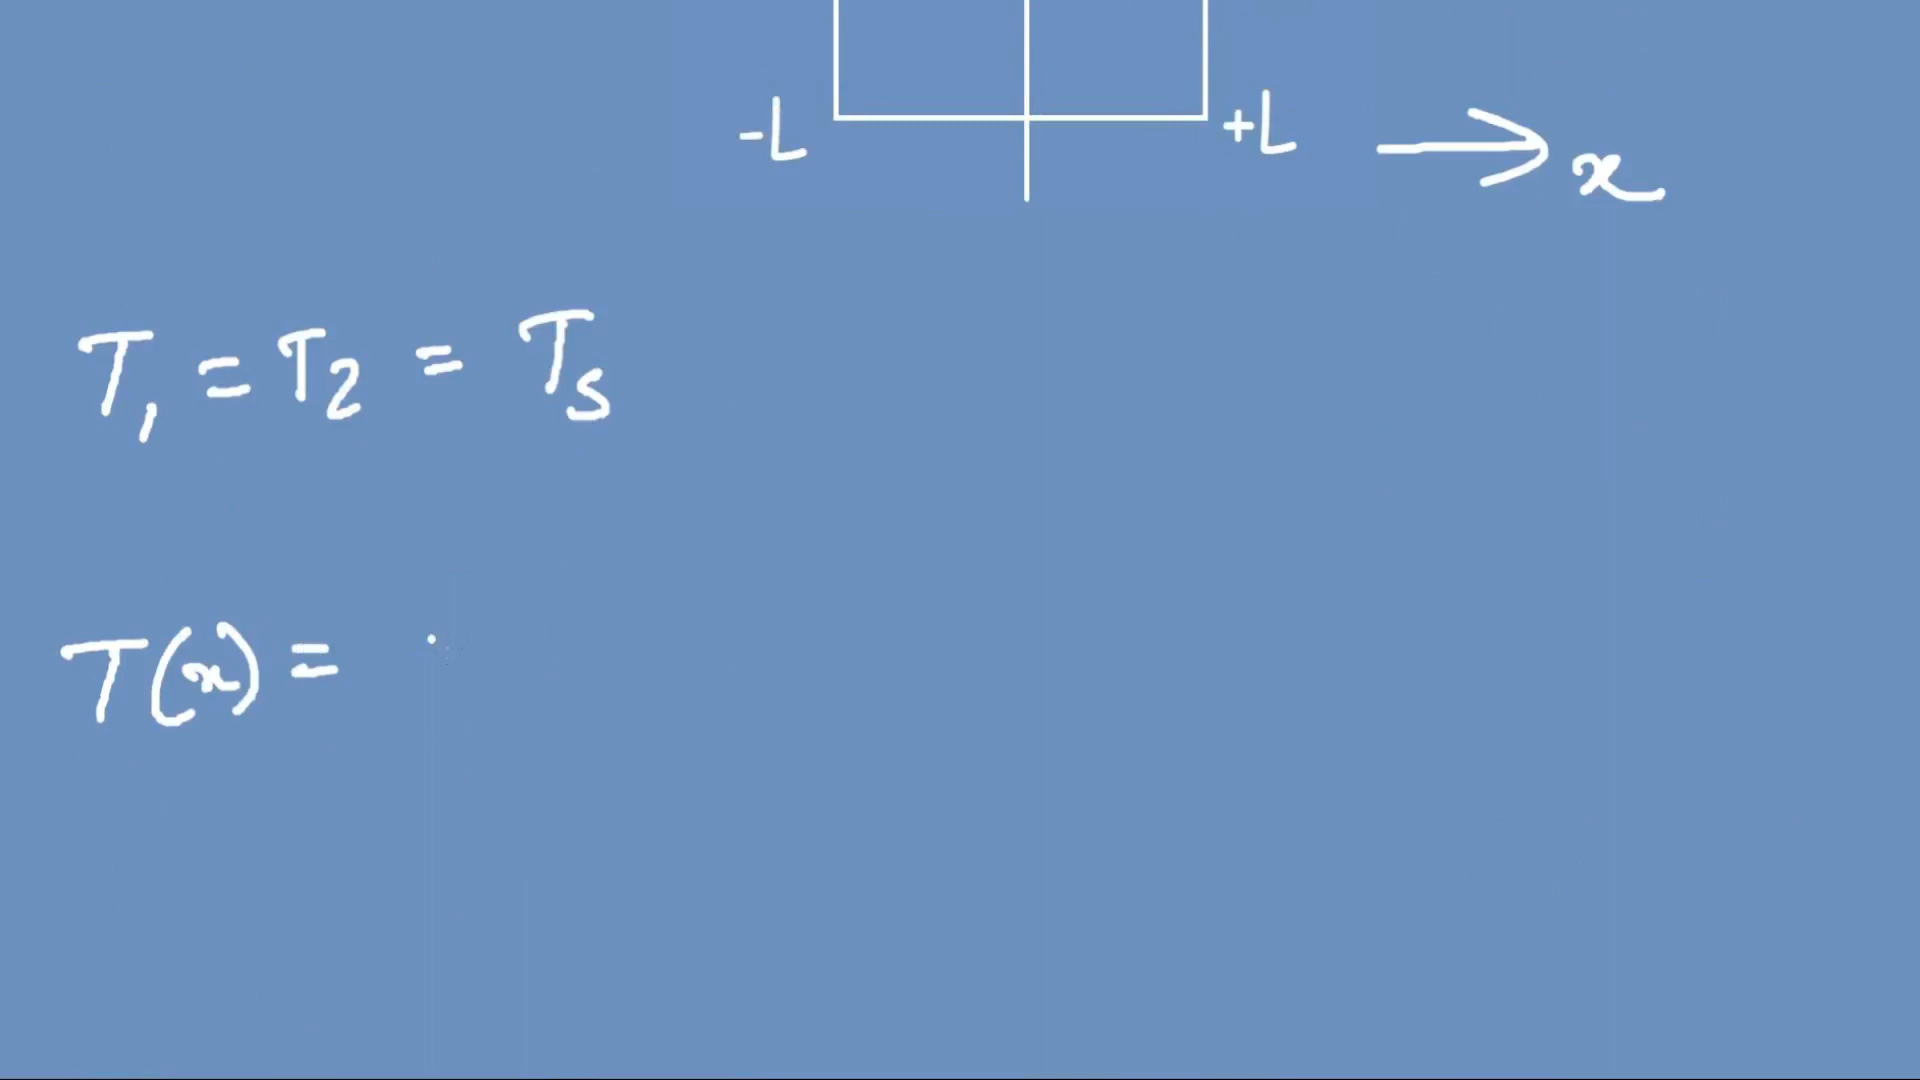 -L +L → x
T₁ = T₂ = Tₛ
T(x) =